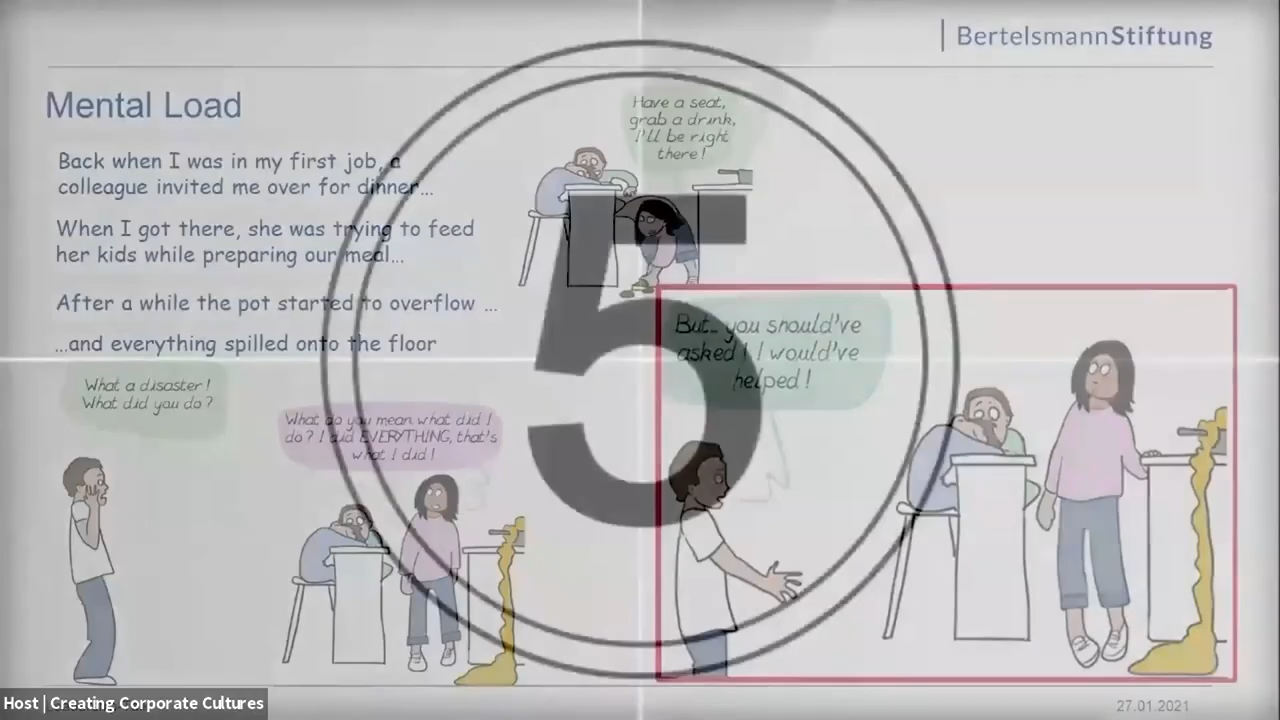 BertelsmannStiftung
Mental Load
Back when I was in my first job, a
colleague invited me over for dinner...
When I got there, she was trying to feed
her kids while preparing our meal...
After a while the pot started to overflow ...
...and everything spilled onto the floor
Have a seat,
grab a drink,
I'll be right
there!
5
What a disaster!
What did you do?
What do you mean what did I
do? I did EVERYTHING, that's
what I did!
But... you should've
asked! I would've
helped!
Host | Creating Corporate Cultures
27.01.2021